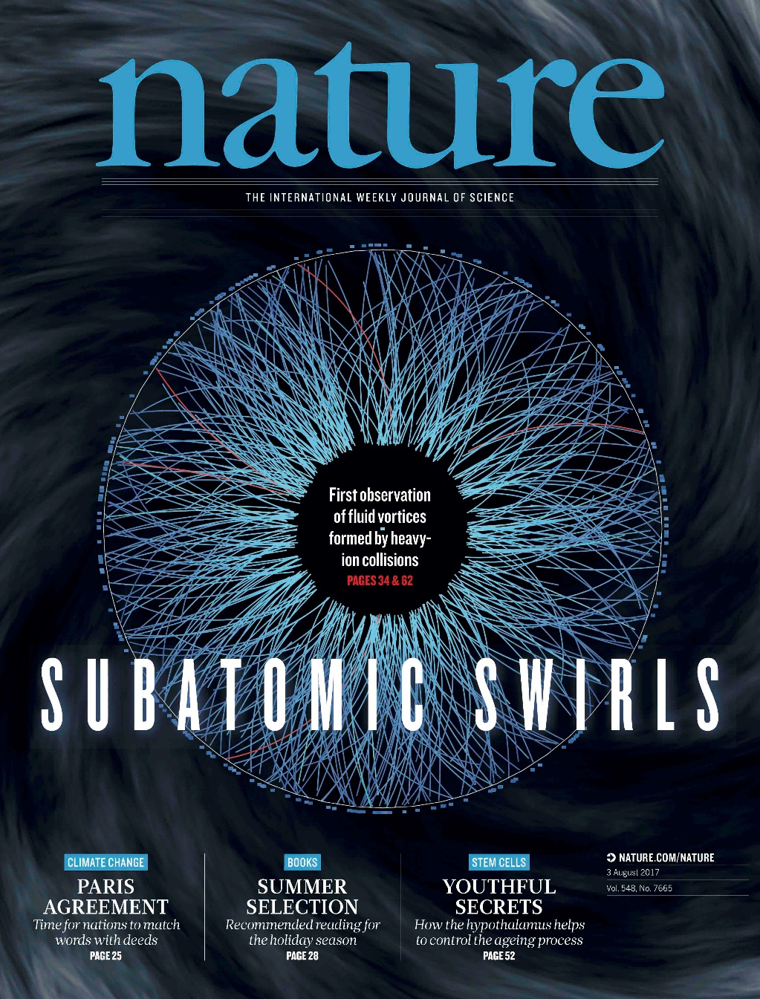 nature
THE INTERNATIONAL WEEKLY JOURNAL OF SCIENCE
First observation
of fluid vortices
formed by heavy-
ion collisions
PAGES 34 & 62
SUBATOMIC SWIRLS
CLIMATE CHANGE
PARIS
AGREEMENT
Time for nations to match
words with deeds
PAGE 25
BOOKS
SUMMER
SELECTION
Recommended reading for
the holiday season
PAGE 28
STEM CELLS
YOUTHFUL
SECRETS
How the hypothalamus helps
to control the ageing process
PAGE 52
NATURE.COM/NATURE
3 August 2017
Vol. 548, No. 7665